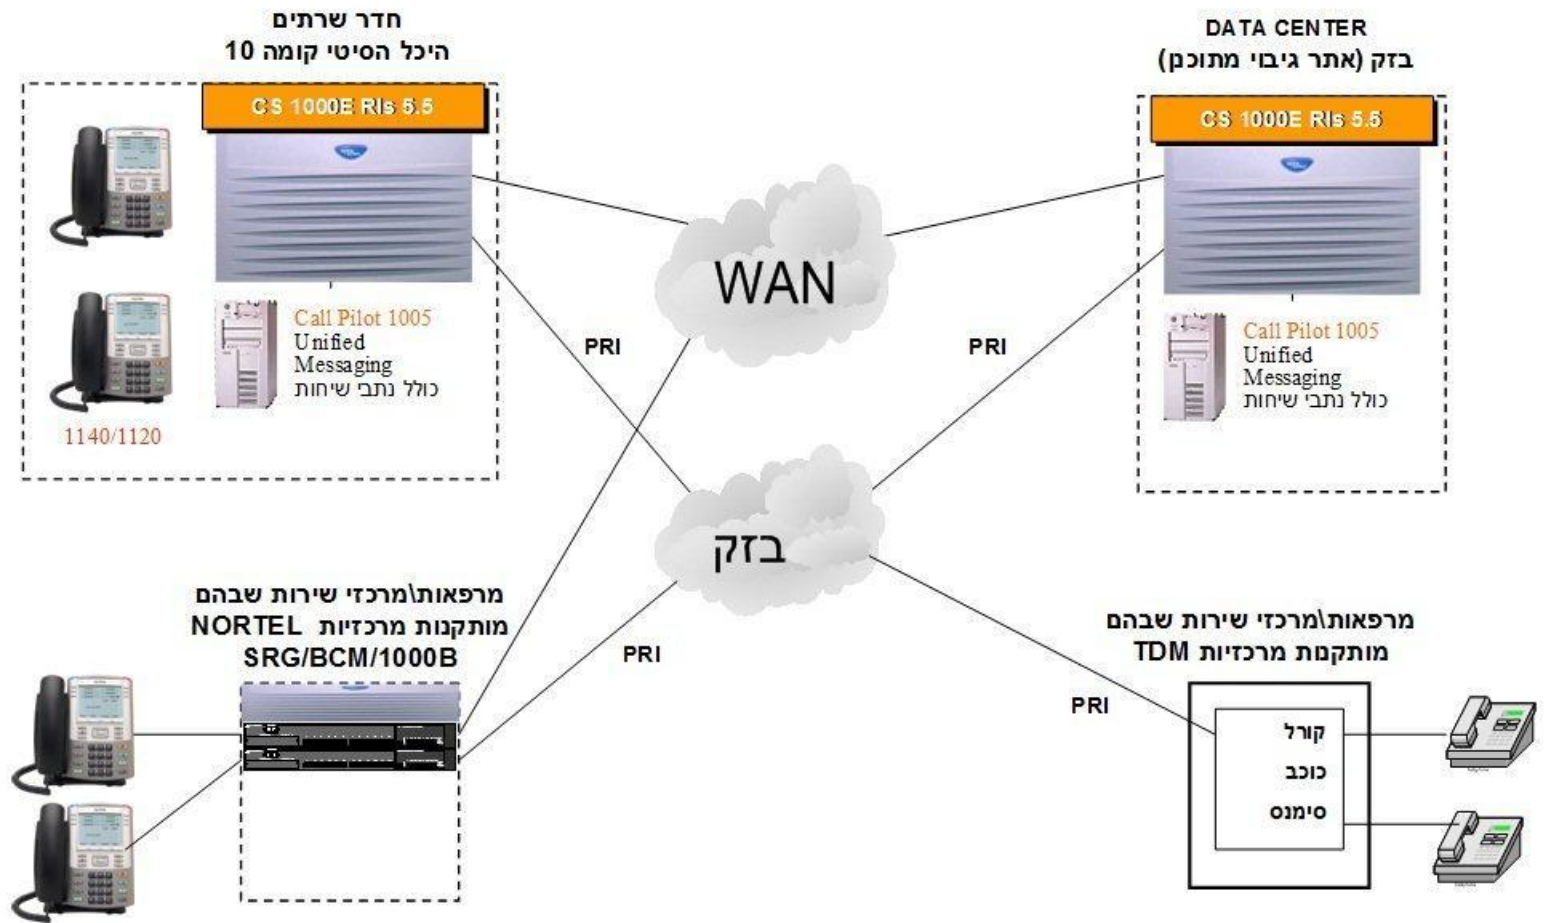 חדר שרתים
היכל הסיטי קומה 10
CS 1000E Rls 5.5
Call Pilot 1005
Unified
Messaging
כולל נתבי שיחות
1140/1120
DATA CENTER
בזק (אתר גיבוי מתוכנן)
CS 1000E Rls 5.5
Call Pilot 1005
Unified
Messaging
כולל נתבי שיחות
WAN
PRI
PRI
בזק
מרפאות\מרכזי שירות שבהם
מותקנות מרכזיות NORTEL
SRG/BCM/1000B
PRI
מרפאות\מרכזי שירות שבהם
מותקנות מרכזיות TDM
PRI
קורל
כוכב
סימנס